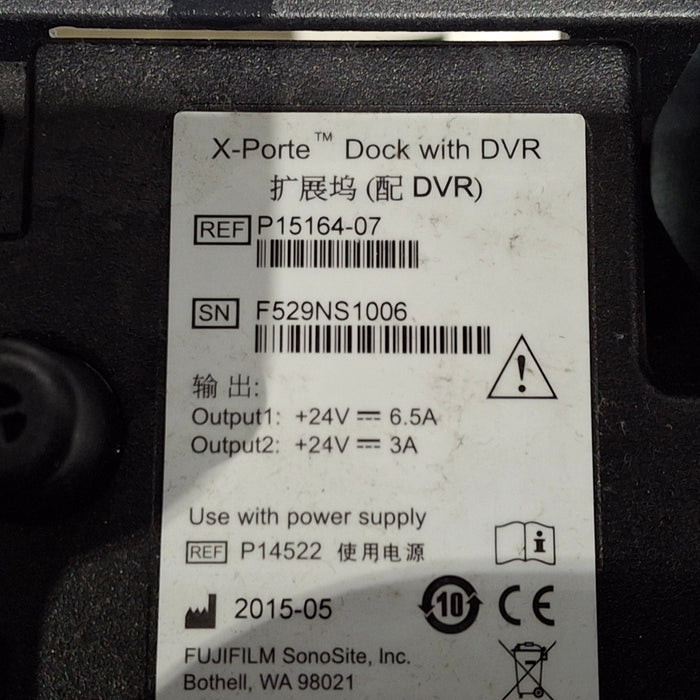 X-Porte™ Dock with DVR
扩展坞 (配 DVR)
REF P15164-07
SN F529NS1006
输 出:
Output1: +24V ⎓ 6.5A
Output2: +24V ⎓ 3A
Use with power supply
REF P14522 使用电源
2015-05
10 CE
FUJIFILM SonoSite, Inc.
Bothell, WA 98021